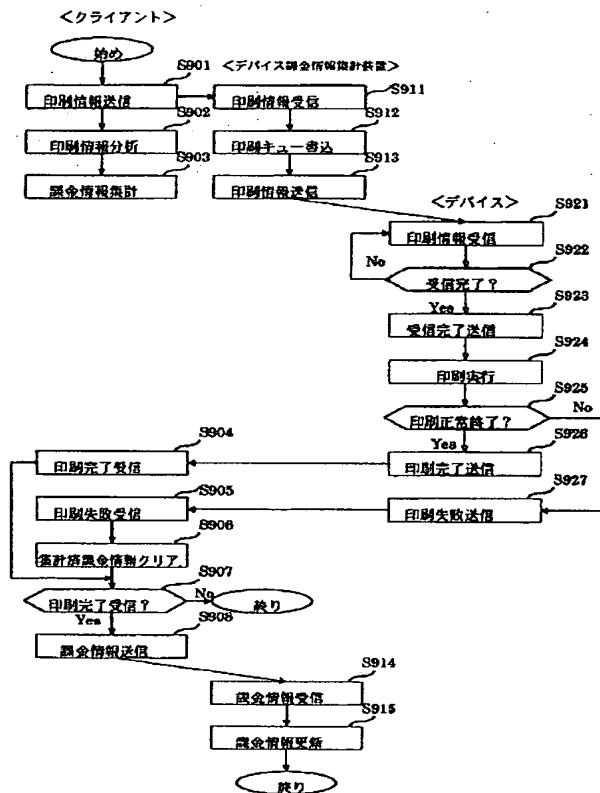 <クライアント>
始め
S901
<デバイス課金情報集計装置>
S911
印刷情報送信
印刷情報受信
S902
S912
印刷情報分析
印刷キュー書込
S903
S913
課金情報集計
印刷情報送信
<デバイス>
S921
印刷情報受信
No
S922
受信完了?
Yes
S923
受信完了送信
S924
印刷実行
S925
印刷正常終了?
No
Yes
S904
S926
印刷完了受信
印刷完了送信
S905
S927
印刷失敗受信
印刷失敗送信
S906
集計済課金情報クリア
S907
印刷完了受信?
No
終り
Yes
S908
課金情報送信
S914
課金情報受信
S915
課金情報更新
終り